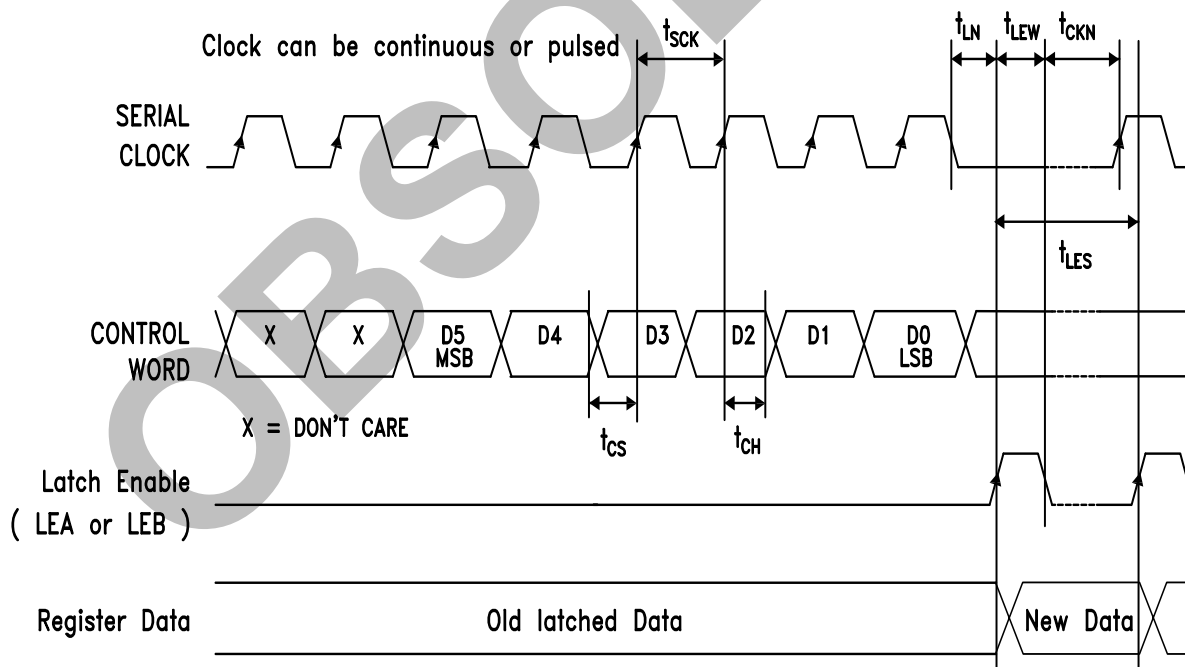 Clock can be continuous or pulsed
tSCK
tLN tLEW tCKN
SERIAL
CLOCK
tLES
CONTROL
WORD
X X D5 D4 D3 D2 D1 D0
MSB LSB
X = DON'T CARE
tCS tCH
Latch Enable
( LEA or LEB )
Register Data Old latched Data New Data
OBSO